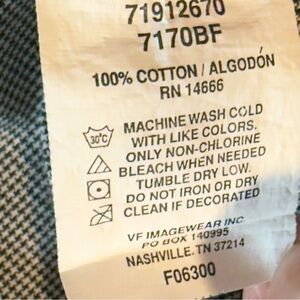 71912670
7170BF
100% COTTON / ALGODÓN
RN 14666
30°C
MACHINE WASH COLD
WITH LIKE COLORS.
ONLY NON-CHLORINE
BLEACH WHEN NEEDED
TUMBLE DRY LOW.
DO NOT IRON OR DRY
CLEAN IF DECORATED
VF IMAGEWEAR INC
PO BOX 140995
NASHVILLE, TN 37214
F06300